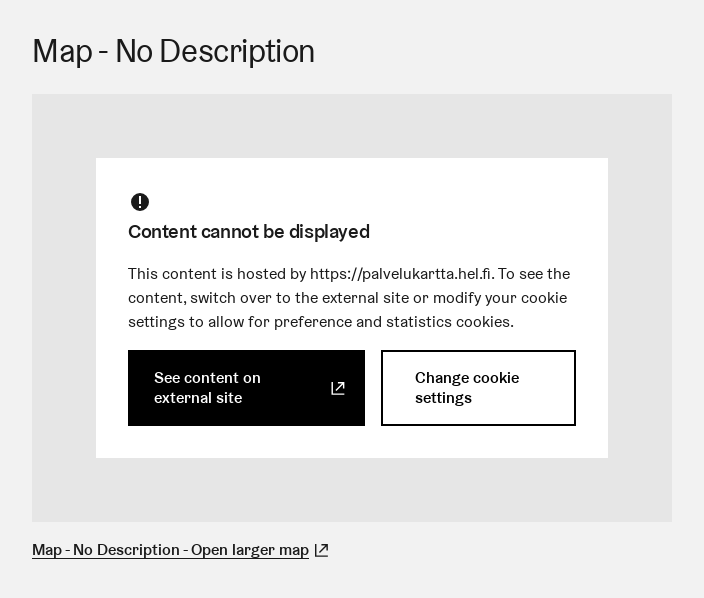 Map - No Description
Content cannot be displayed
This content is hosted by https://palvelukartta.hel.fi. To see the
content, switch over to the external site or modify your cookie
settings to allow for preference and statistics cookies.
See content on
external site
Change cookie
settings
Map - No Description - Open larger map